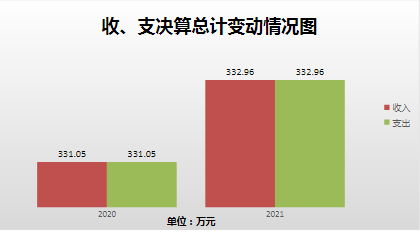 收、支决算总计变动情况图
332.96 332.96
331.05 331.05
收入
支出
2020 2021
单位：万元